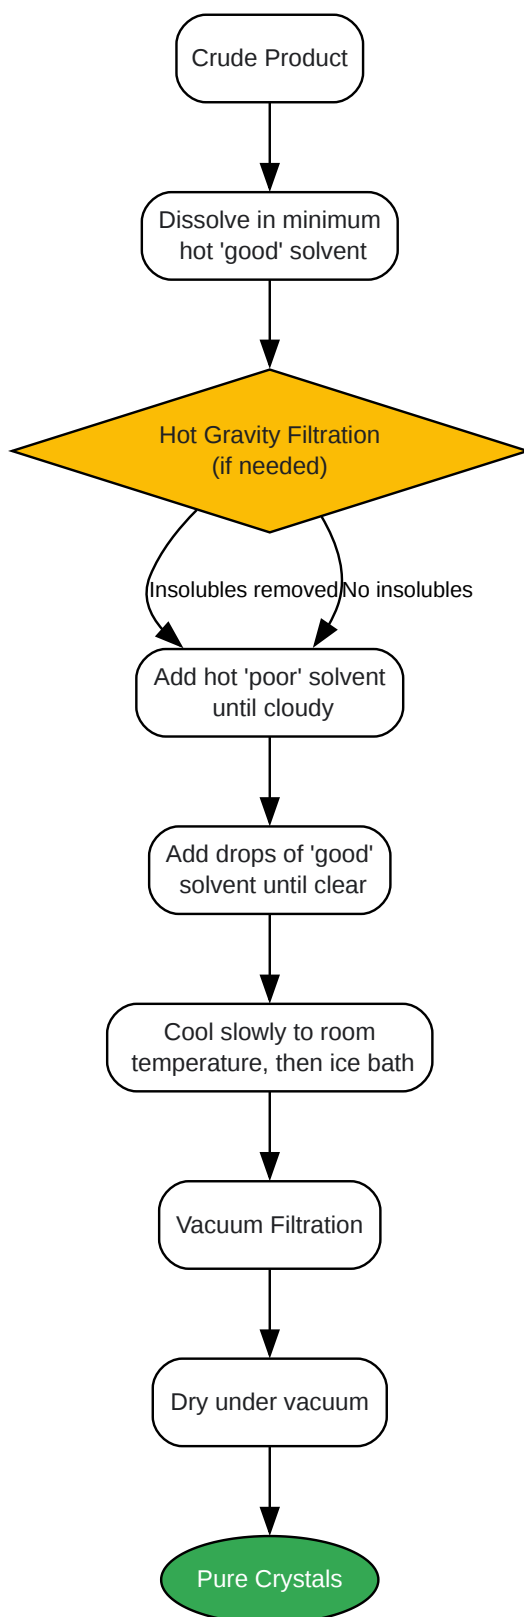 Crude Product
Dissolve in minimum
hot 'good' solvent
Hot Gravity Filtration
(if needed)
Insolubles removed
No insolubles
Add hot 'poor' solvent
until cloudy
Add drops of 'good'
solvent until clear
Cool slowly to room
temperature, then ice bath
Vacuum Filtration
Dry under vacuum
Pure Crystals